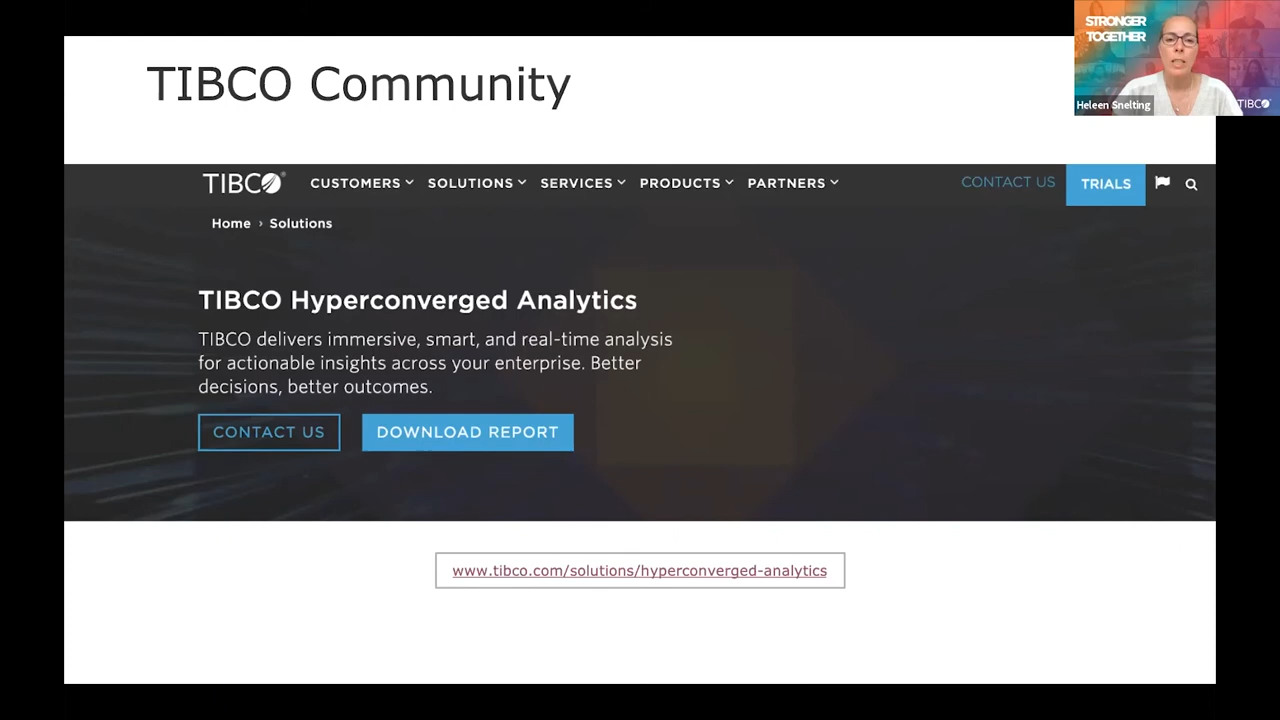 STRONGER
TOGETHER
TIBCO Community
Heleen Snelting
TIBCO
TIBCO®
CUSTOMERS
SOLUTIONS
SERVICES
PRODUCTS
PARTNERS
CONTACT US
TRIALS
Home › Solutions
TIBCO Hyperconverged Analytics
TIBCO delivers immersive, smart, and real-time analysis
for actionable insights across your enterprise. Better
decisions, better outcomes.
CONTACT US
DOWNLOAD REPORT
www.tibco.com/solutions/hyperconverged-analytics